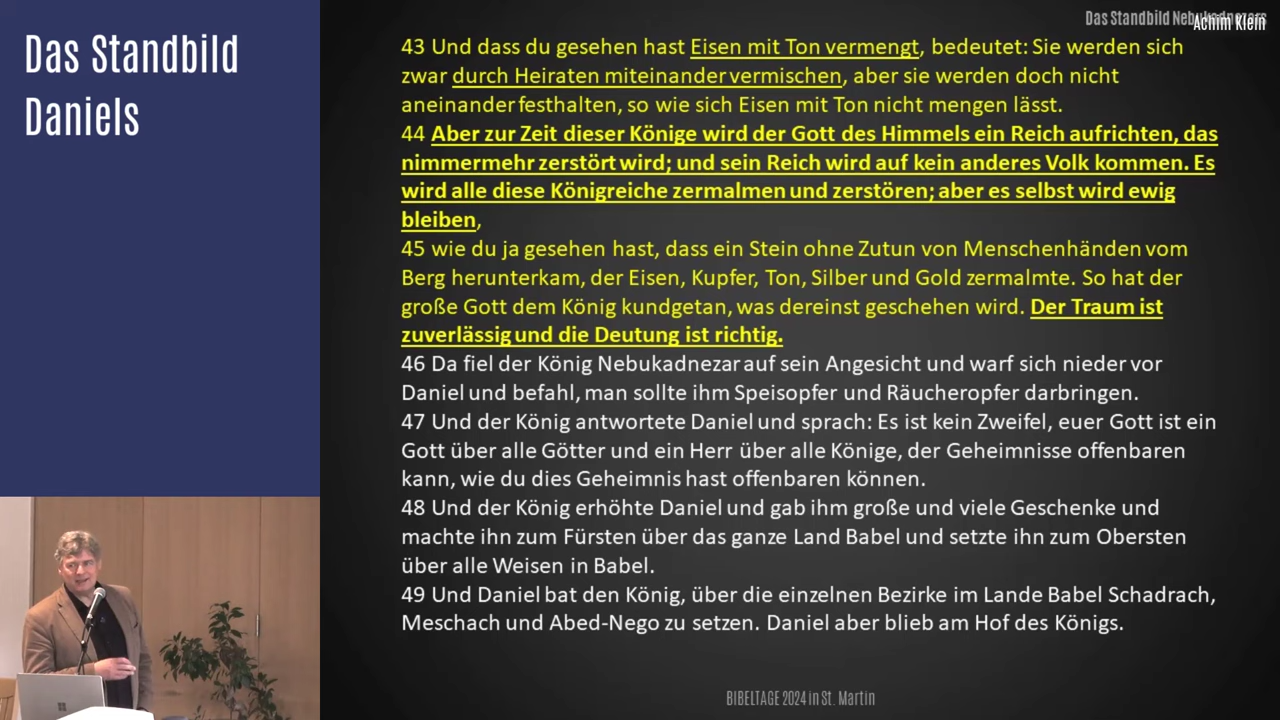 Das Standbild
Daniels
Das Standbild Nebukadnezars
Achim Klein
43 Und dass du gesehen hast Eisen mit Ton vermengt, bedeutet: Sie werden sich
zwar durch Heiraten miteinander vermischen, aber sie werden doch nicht
aneinander festhalten, so wie sich Eisen mit Ton nicht mengen lässt.
44 Aber zur Zeit dieser Könige wird der Gott des Himmels ein Reich aufrichten, das
nimmermehr zerstört wird; und sein Reich wird auf kein anderes Volk kommen. Es
wird alle diese Königreiche zermalmen und zerstören; aber es selbst wird ewig
bleiben,
45 wie du ja gesehen hast, dass ein Stein ohne Zutun von Menschenhänden vom
Berg herunterkam, der Eisen, Kupfer, Ton, Silber und Gold zermalmte. So hat der
große Gott dem König kundgetan, was dereinst geschehen wird. Der Traum ist
zuverlässig und die Deutung ist richtig.
46 Da fiel der König Nebukadnezar auf sein Angesicht und warf sich nieder vor
Daniel und befahl, man sollte ihm Speisopfer und Räucheropfer darbringen.
47 Und der König antwortete Daniel und sprach: Es ist kein Zweifel, euer Gott ist ein
Gott über alle Götter und ein Herr über alle Könige, der Geheimnisse offenbaren
kann, wie du dies Geheimnis hast offenbaren können.
48 Und der König erhöhte Daniel und gab ihm große und viele Geschenke und
machte ihn zum Fürsten über das ganze Land Babel und setzte ihn zum Obersten
über alle Weisen in Babel.
49 Und Daniel bat den König, über die einzelnen Bezirke im Lande Babel Schadrach,
Meschach und Abed-Nego zu setzen. Daniel aber blieb am Hof des Königs.
BIBELTAGE 2024 in St. Martin